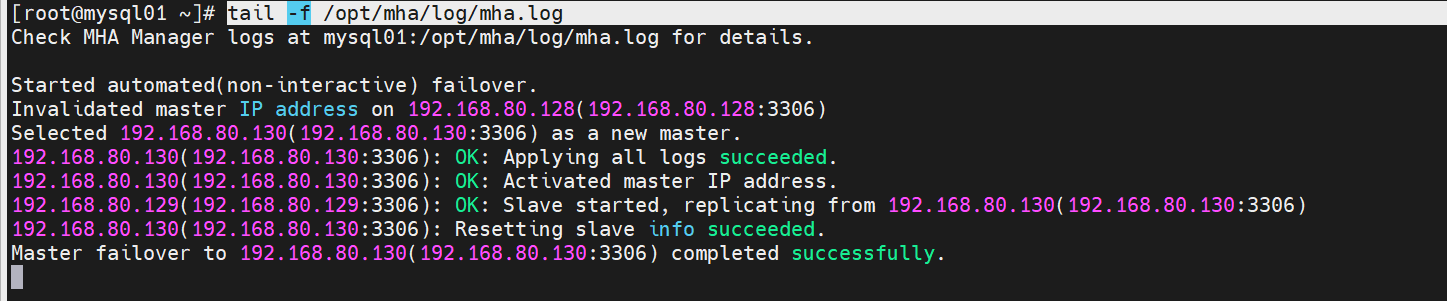 [root@mysql01 ~]# tail -f /opt/mha/log/mha.log
Check MHA Manager logs at mysql01:/opt/mha/log/mha.log for details.
Started automated(non-interactive) failover.
Invalidated master IP address on 192.168.80.128(192.168.80.128:3306)
Selected 192.168.80.130(192.168.80.130:3306) as a new master.
192.168.80.130(192.168.80.130:3306): OK: Applying all logs succeeded.
192.168.80.130(192.168.80.130:3306): OK: Activated master IP address.
192.168.80.129(192.168.80.129:3306): OK: Slave started, replicating from 192.168.80.130(192.168.80.130:3306)
192.168.80.130(192.168.80.130:3306): Resetting slave info succeeded.
Master failover to 192.168.80.130(192.168.80.130:3306) completed successfully.